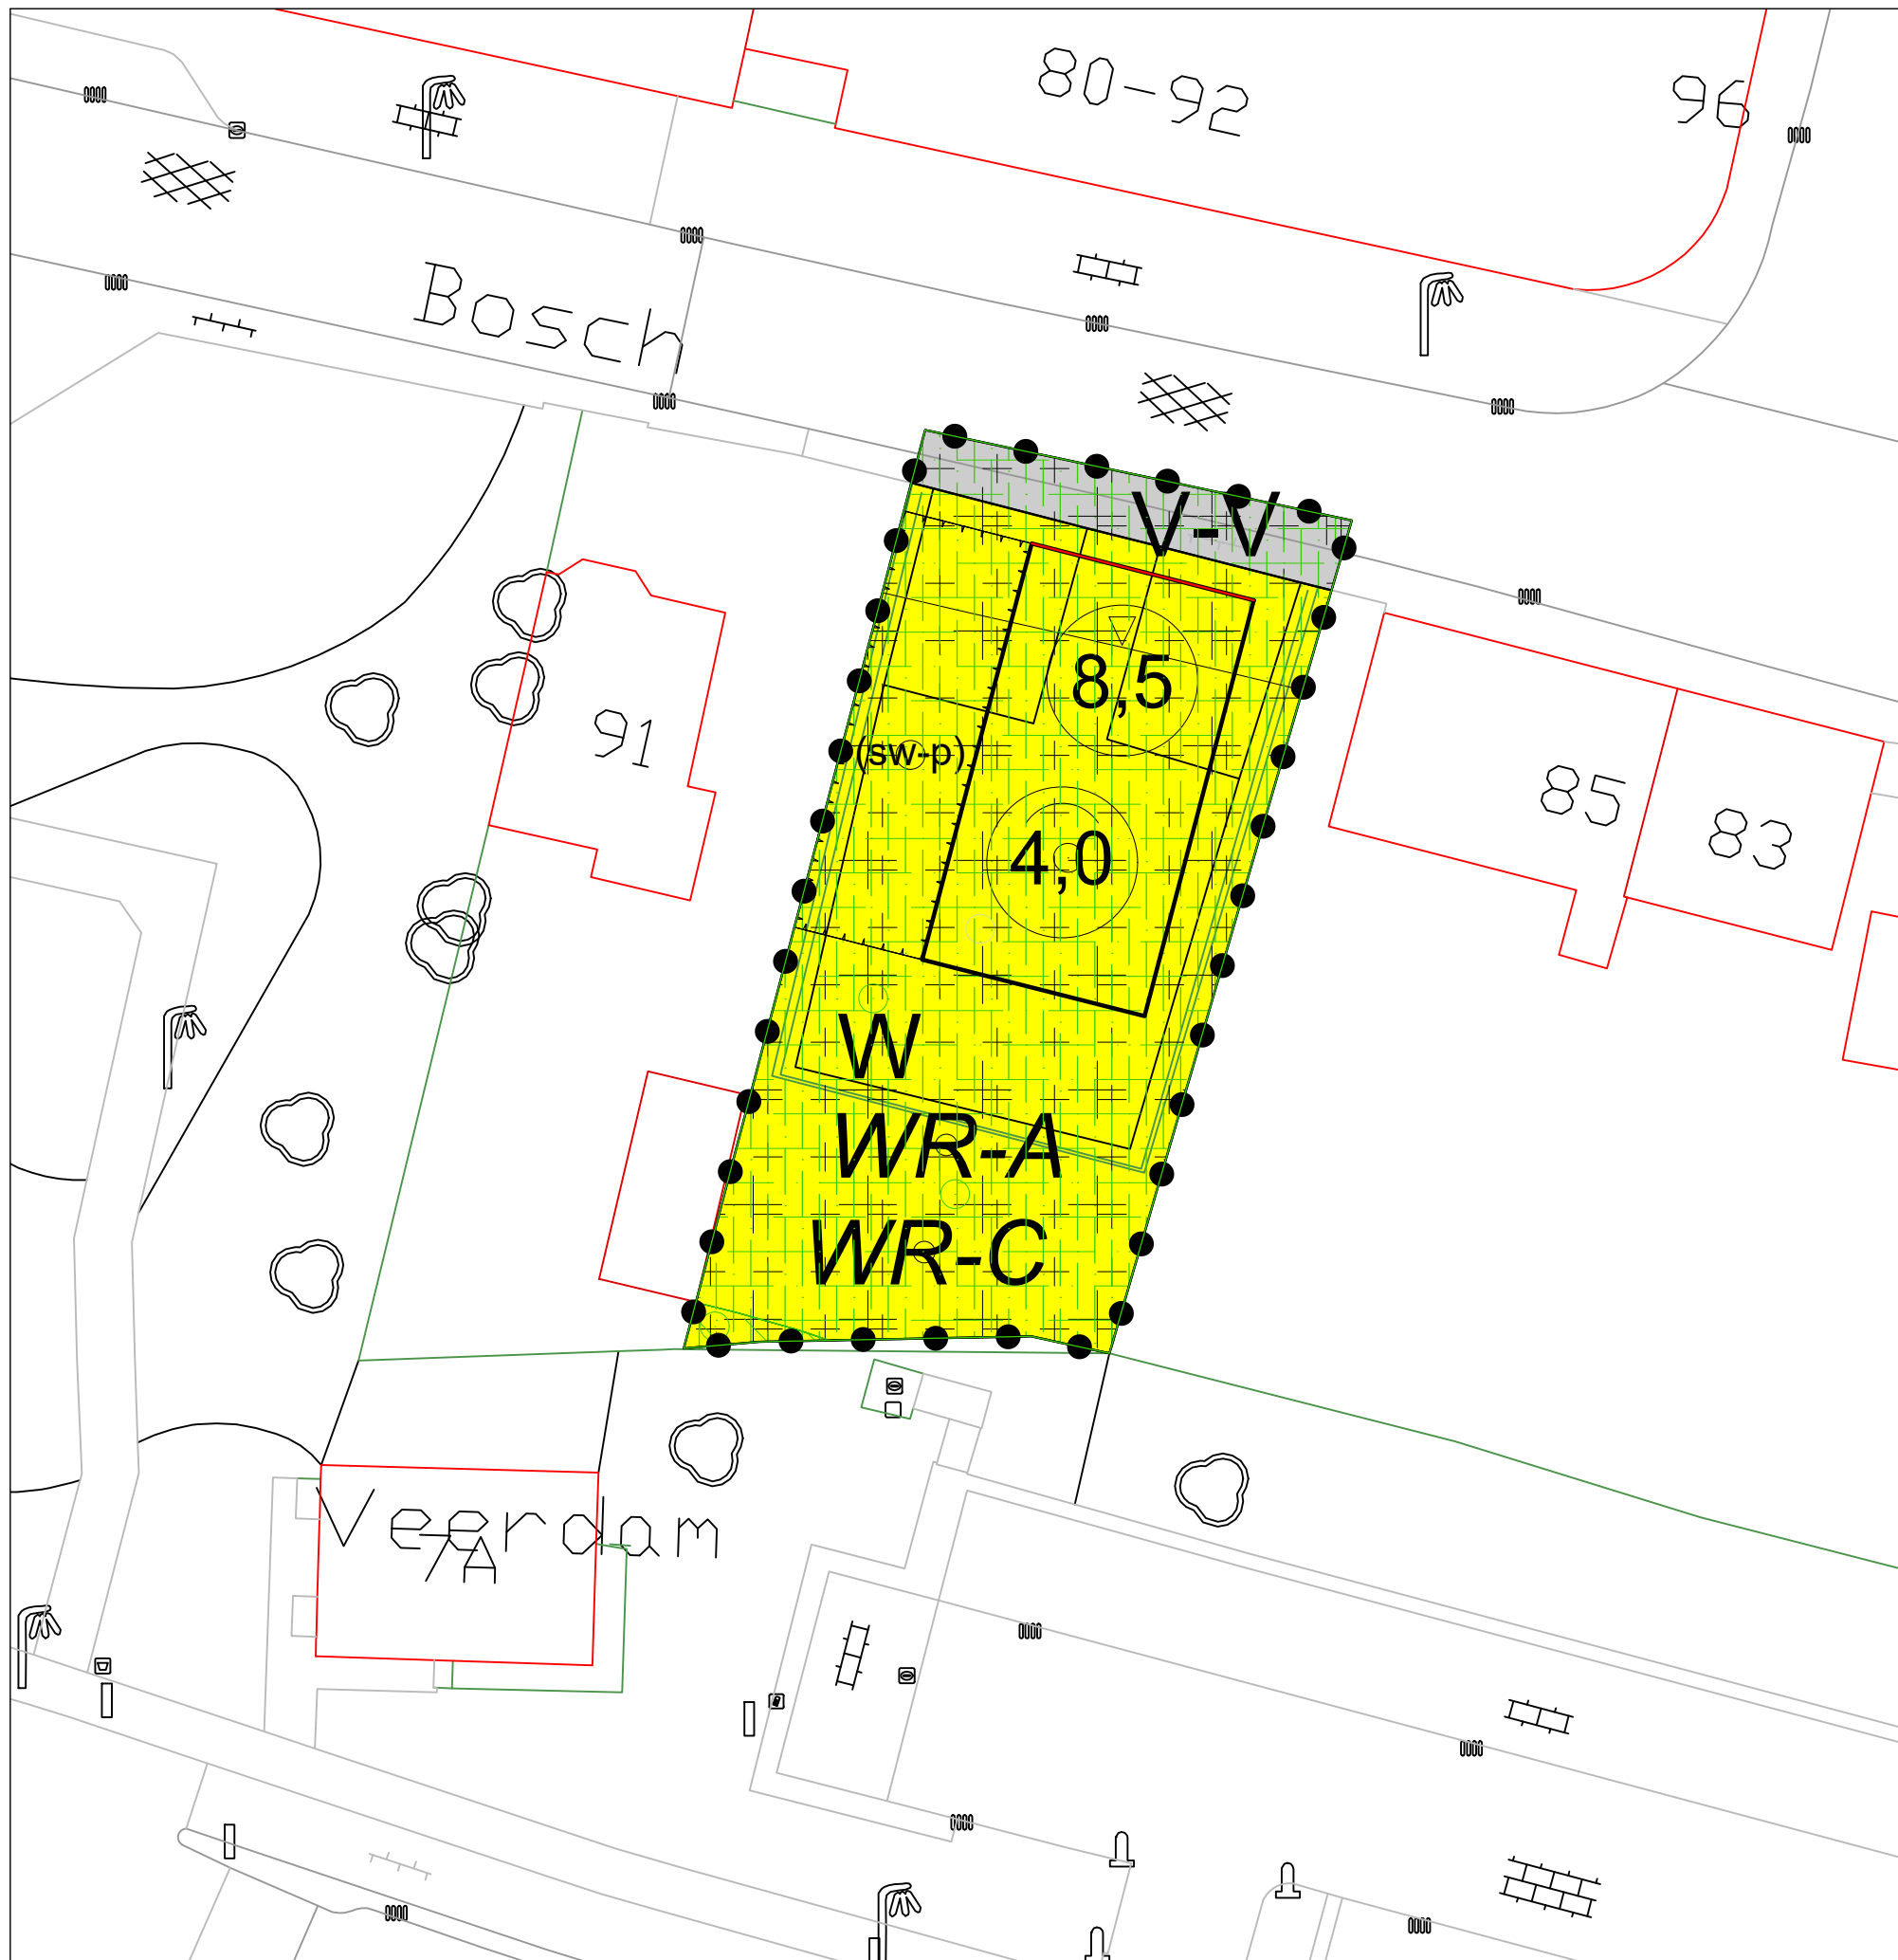 80-92
96
Bosch
V-V
8,5
91
(sw-p)
85
83
4,0
W
WR-A
WR-C
Veerdam
7A